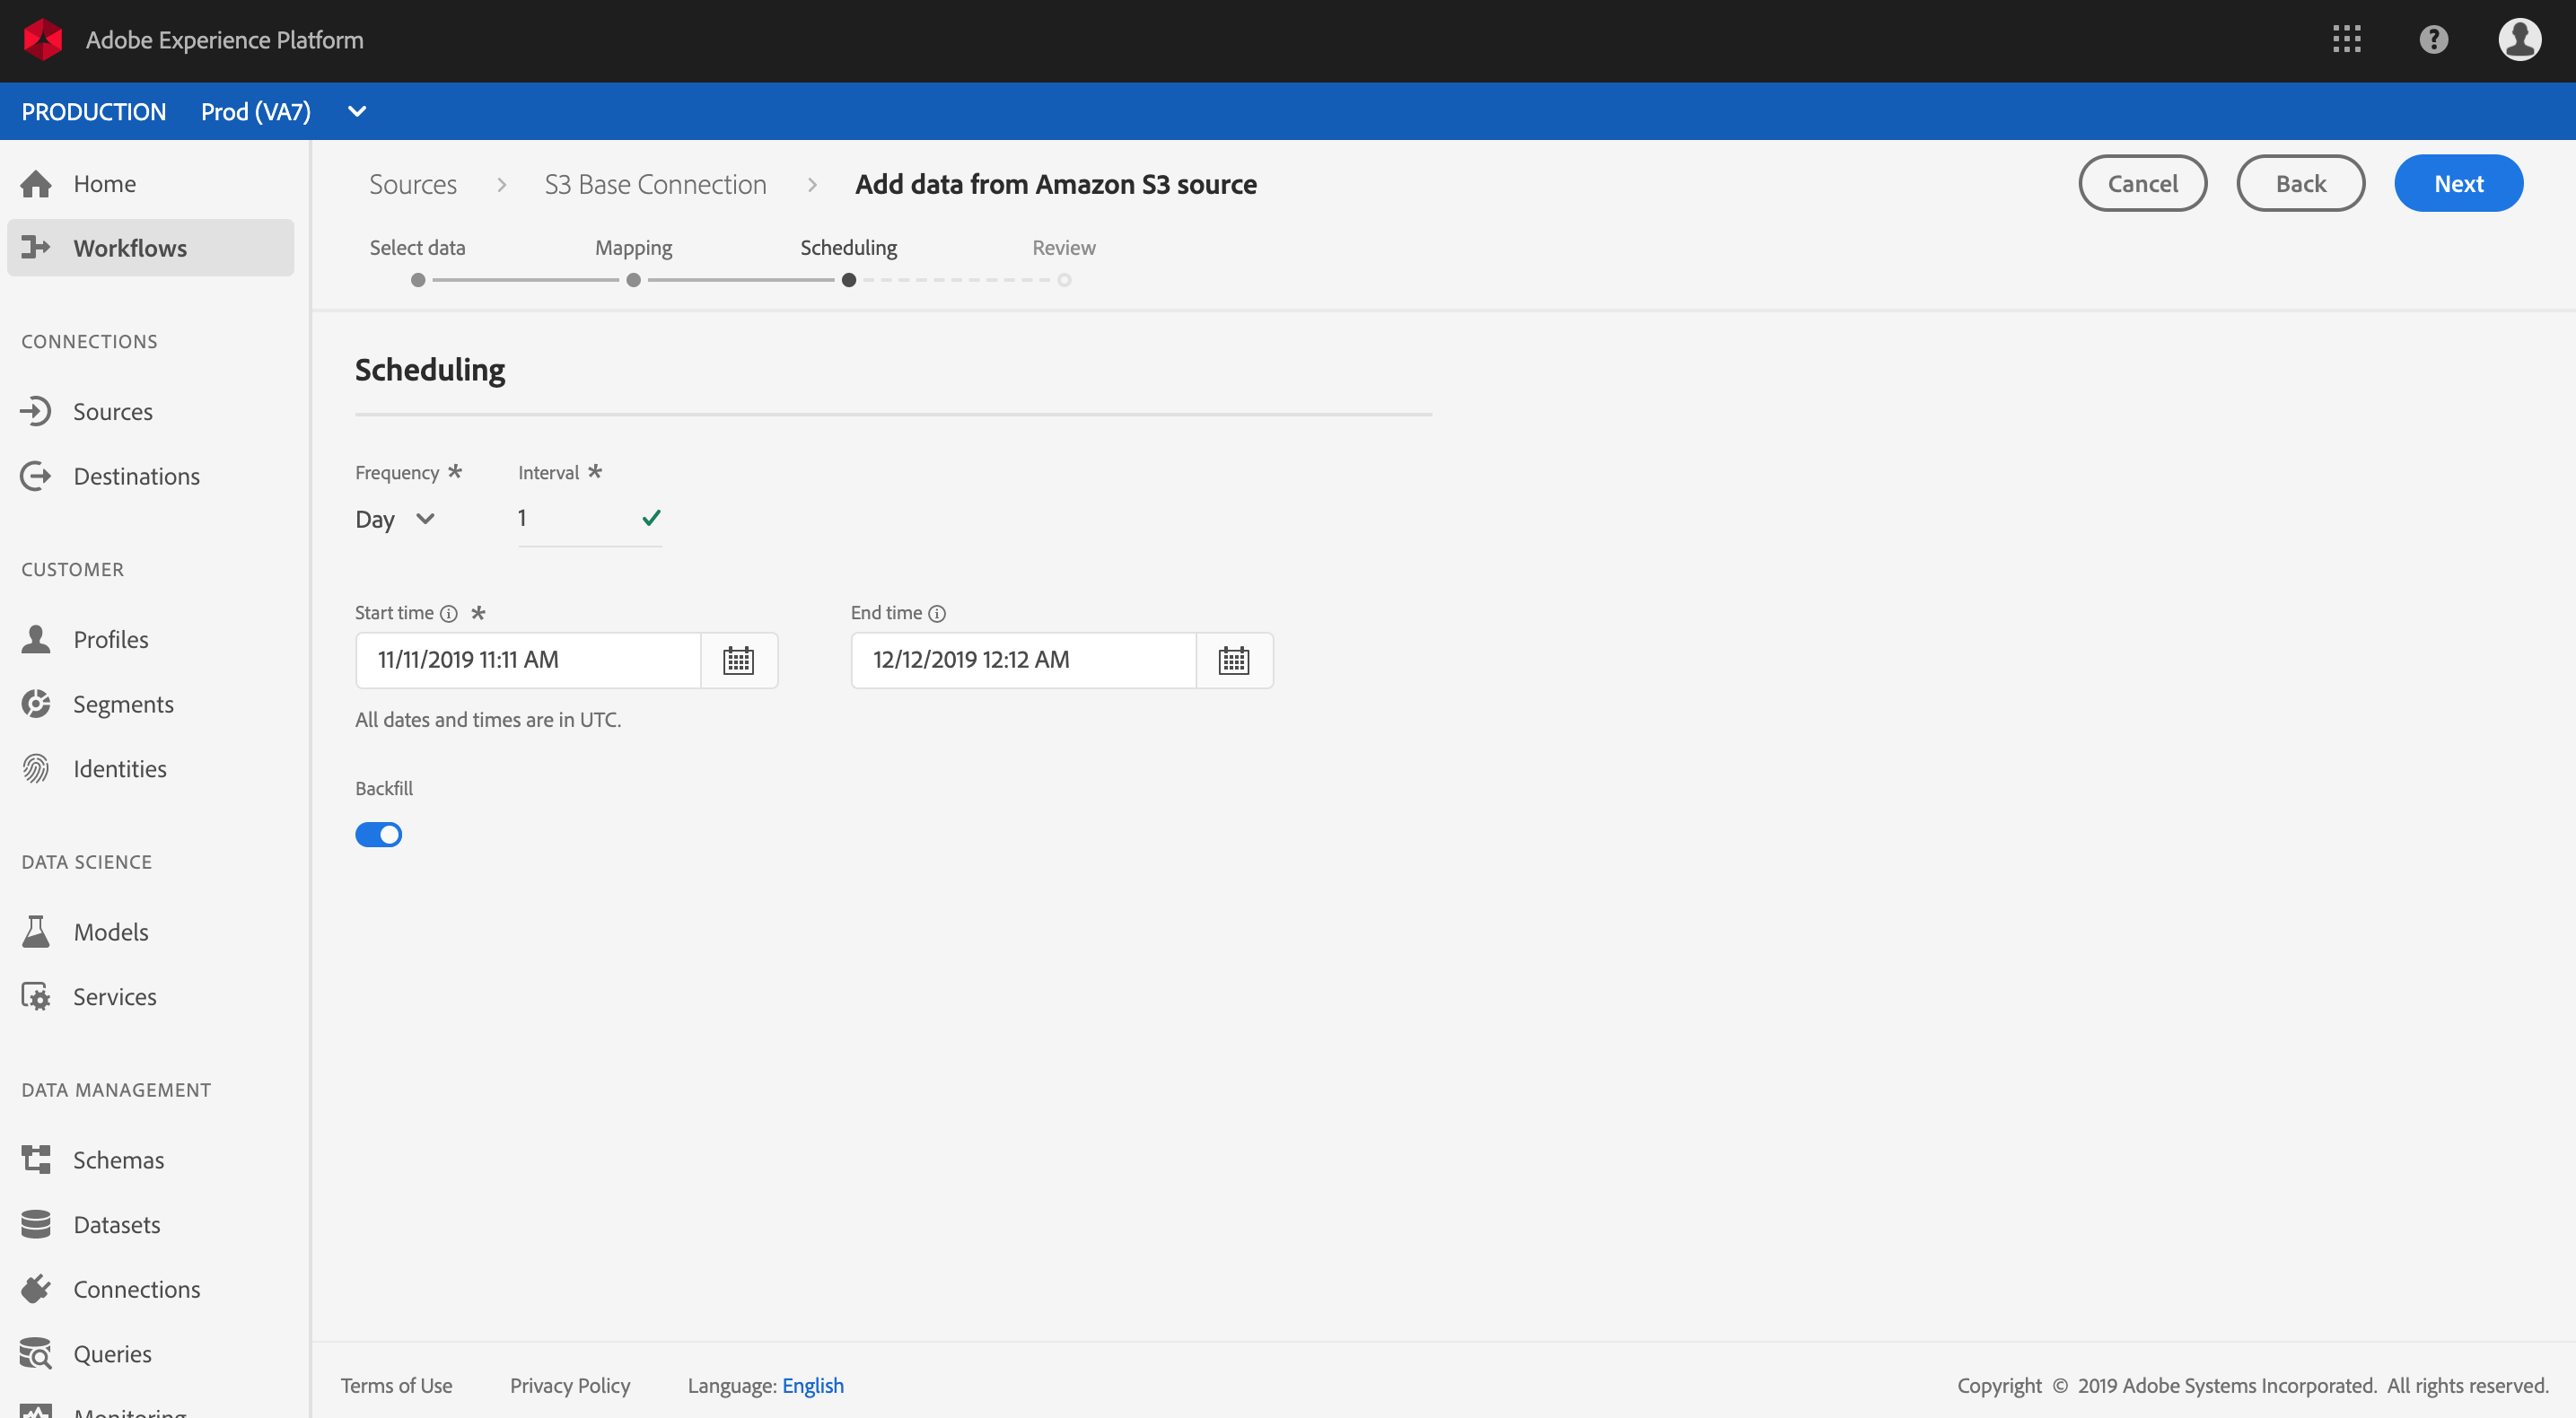 Adobe Experience Platform
PRODUCTION Prod (VA7)
Home
Workflows
CONNECTIONS
Sources
Destinations
CUSTOMER
Profiles
Segments
Identities
DATA SCIENCE
Models
Services
DATA MANAGEMENT
Schemas
Datasets
Connections
Queries
Monitoring
Sources > S3 Base Connection > Add data from Amazon S3 source
Cancel Back Next
Select data Mapping Scheduling Review
Scheduling
Frequency * Interval *
Day 1
Start time * End time
11/11/2019 11:11 AM 12/12/2019 12:12 AM
All dates and times are in UTC.
Backfill
Terms of Use Privacy Policy Language: English Copyright © 2019 Adobe Systems Incorporated. All rights reserved.